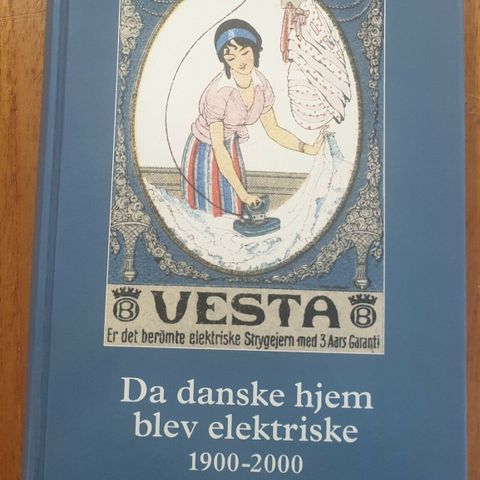 B VESTA B
Er det berömte elektriske Strygejern med 3 Aars Garanti
Da danske hjem
blev elektriske
1900-2000